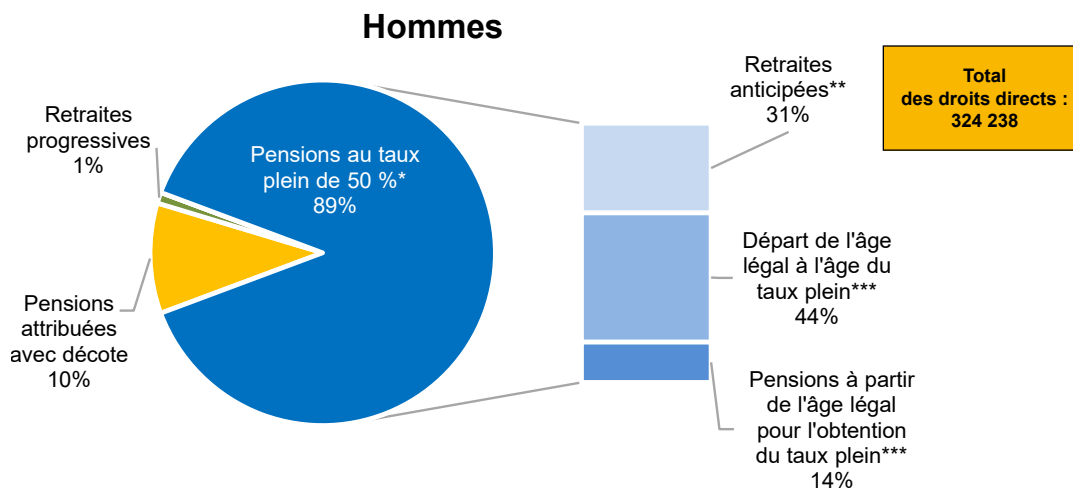 Hommes
Retraites
progressives
1%
Pensions au taux
plein de 50 %*
89%
Pensions
attribuées
avec décote
10%
Retraites
anticipées**
31%
Départ de l'âge
légal à l'âge du
taux plein***
44%
Pensions à partir
de l'âge légal
pour l'obtention
du taux plein***
14%
Total
des droits directs :
324 238